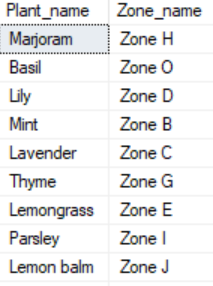 Plant_name Zone_name
Marjoram Zone H
Basil Zone O
Lily Zone D
Mint Zone B
Lavender Zone C
Thyme Zone G
Lemongrass Zone E
Parsley Zone I
Lemon balm Zone J